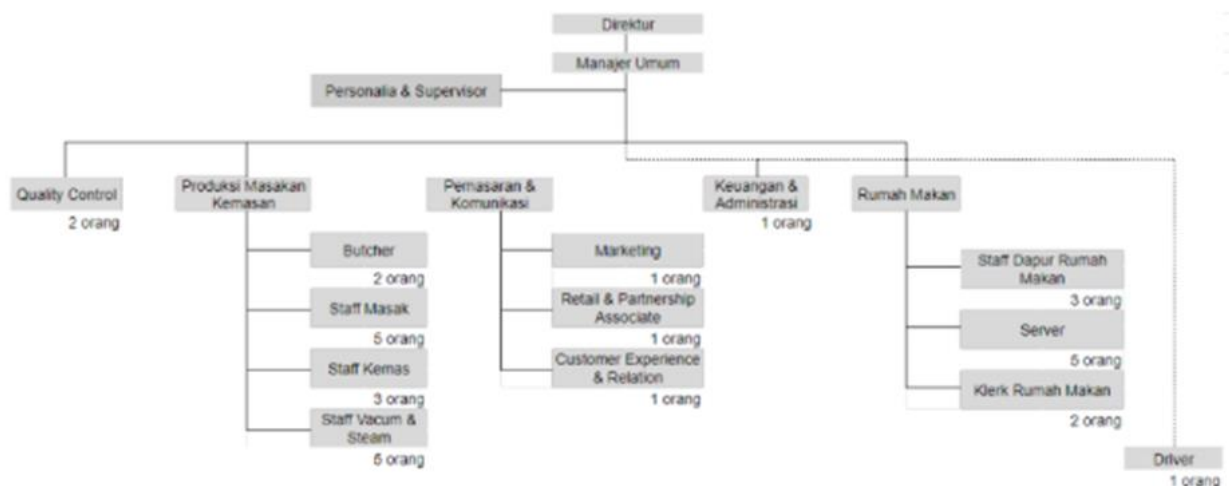 Direktur
Manajer Umum
Personalia & Supervisor
Quality Control
2 orang
Produksi Masakan
Kemasan
Butcher
2 orang
Staff Masak
5 orang
Staff Kemas
3 orang
Staff Vacum &
Steam
5 orang
Pemasaran &
Komunikasi
Marketing
1 orang
Retail & Partnership
Associate
1 orang
Customer Experience
& Relation
1 orang
Keuangan &
Administrasi
1 orang
Rumah Makan
Staff Dapur Rumah
Makan
3 orang
Server
5 orang
Klerk Rumah Makan
2 orang
Driver
1 orang